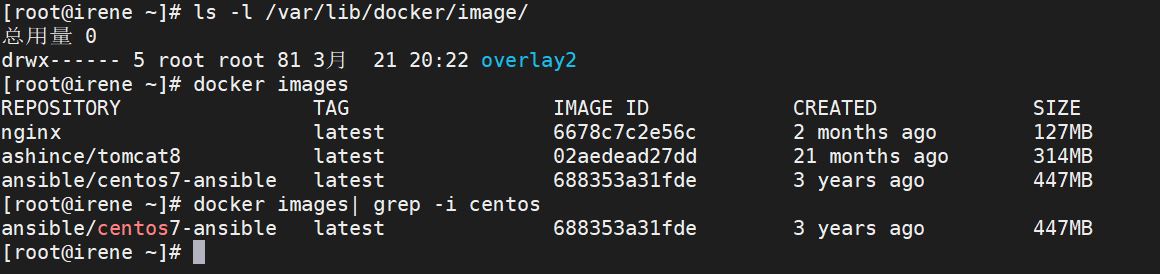 [root@irene ~]# ls -l /var/lib/docker/image/
总用量 0
drwx------ 5 root root 81 3月  21 20:22 overlay2
[root@irene ~]# docker images
REPOSITORY                TAG                 IMAGE ID            CREATED             SIZE
nginx                     latest              6678c7c2e56c        2 months ago        127MB
ashince/tomcat8           latest              02aedead27dd        21 months ago       314MB
ansible/centos7-ansible   latest              688353a31fde        3 years ago         447MB
[root@irene ~]# docker images| grep -i centos
ansible/centos7-ansible   latest              688353a31fde        3 years ago         447MB
[root@irene ~]#